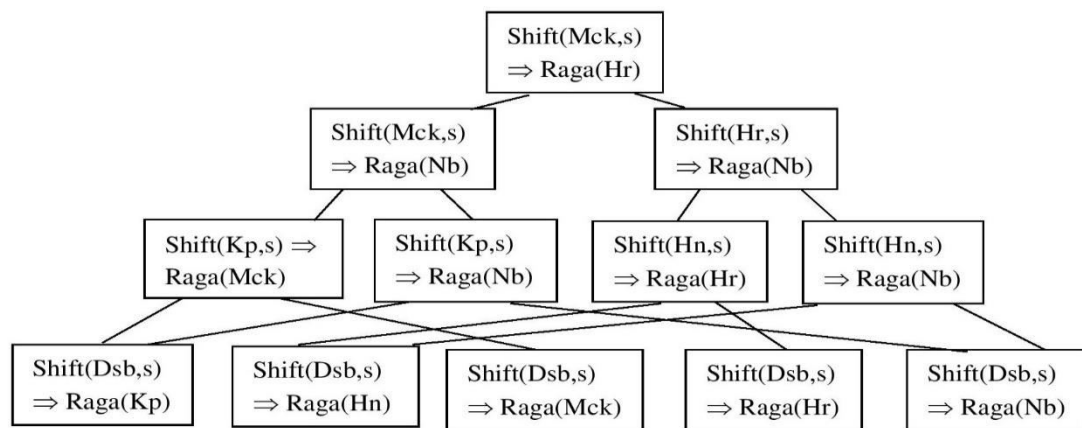 Shift(Mck,s)
⇒ Raga(Hr)
Shift(Mck,s)
⇒ Raga(Nb)
Shift(Hr,s)
⇒ Raga(Nb)
Shift(Kp,s) ⇒
Raga(Mck)
Shift(Kp,s)
⇒ Raga(Nb)
Shift(Hn,s)
⇒ Raga(Hr)
Shift(Hn,s)
⇒ Raga(Nb)
Shift(Dsb,s)
⇒ Raga(Kp)
Shift(Dsb,s)
⇒ Raga(Hn)
Shift(Dsb,s)
⇒ Raga(Mck)
Shift(Dsb,s)
⇒ Raga(Hr)
Shift(Dsb,s)
⇒ Raga(Nb)